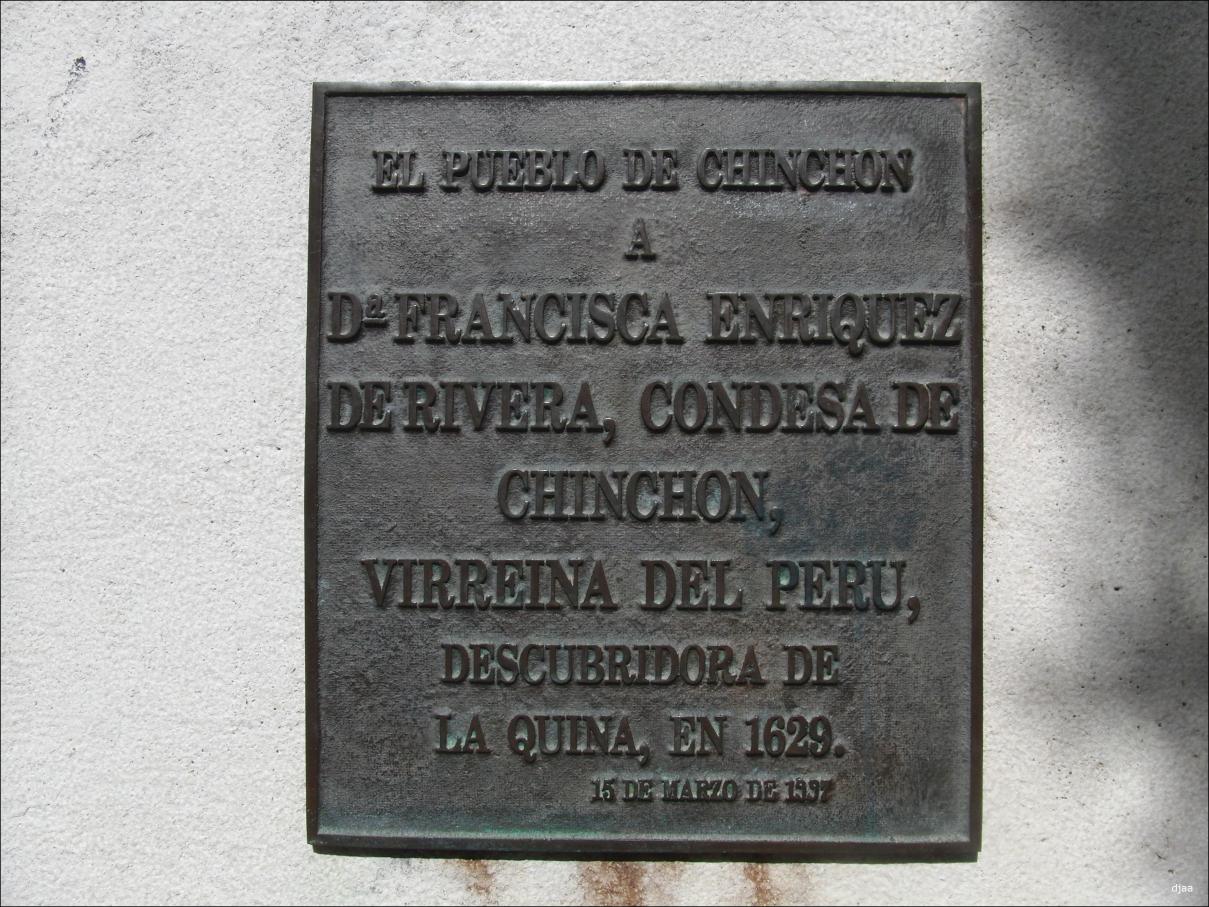 EL PUEBLO DE CHINCHON
A
Dª FRANCISCA ENRIQUEZ
DE RIVERA, CONDESA DE
CHINCHON,
VIRREINA DEL PERU,
DESCUBRIDORA DE
LA QUINA, EN 1629.
15 DE MARZO DE 1997
djaa